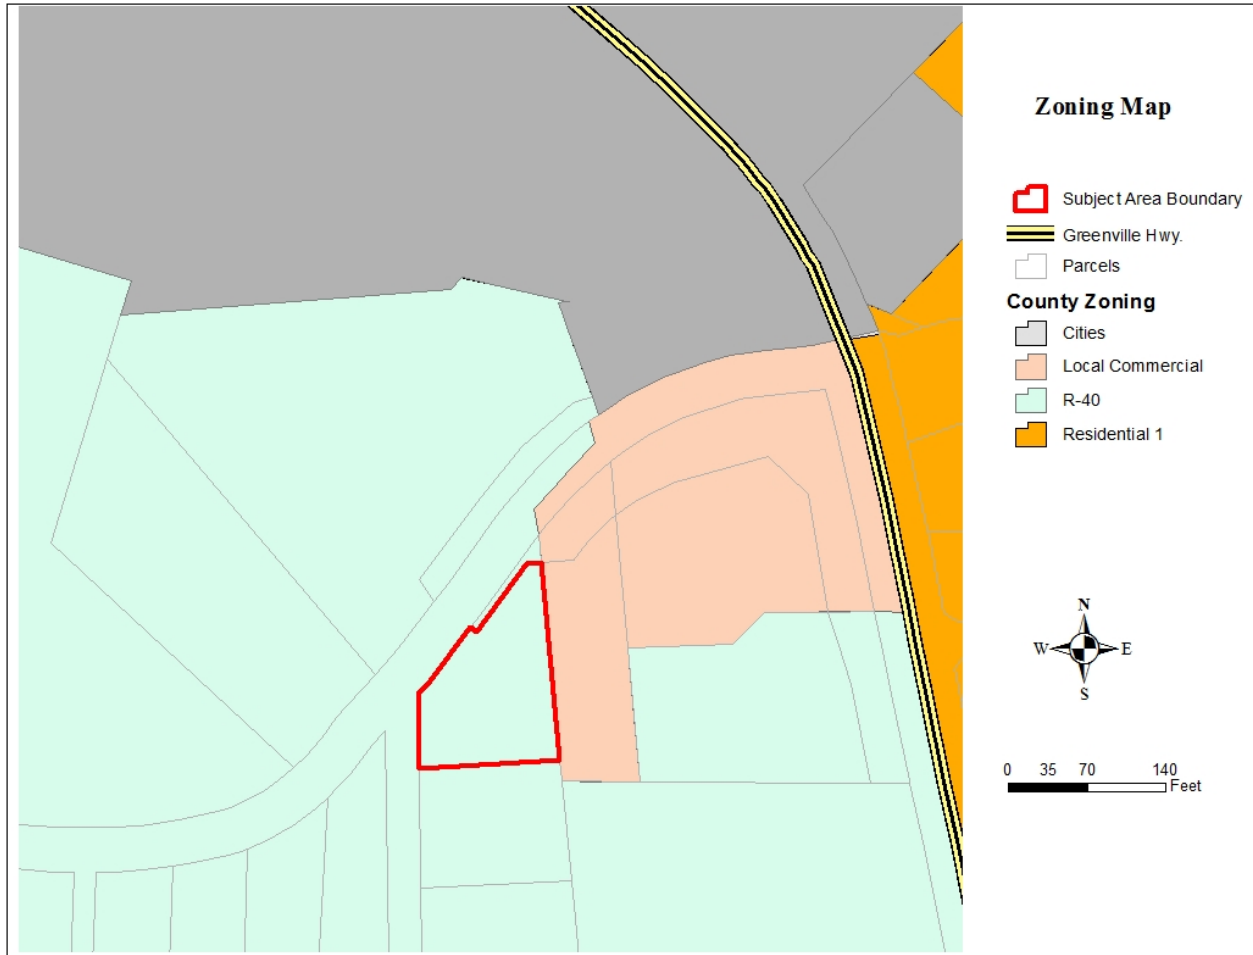 Zoning Map
Subject Area Boundary
Greenville Hwy.
Parcels
County Zoning
Cities
Local Commercial
R-40
Residential 1
N
W E
S
0 35 70 140
Feet